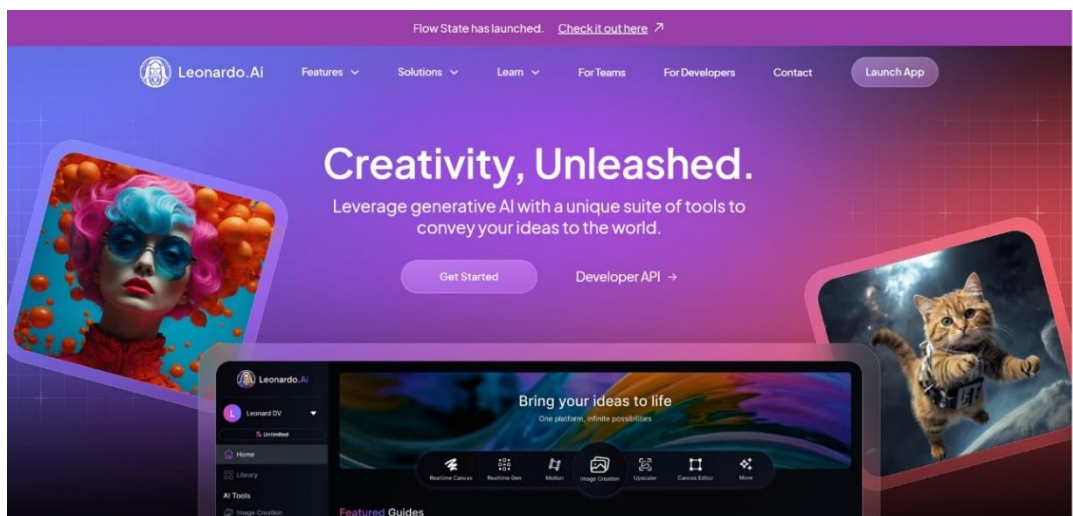 Flow State has launched. Check it out here ↗
Leonardo.Ai Features Solutions Learn For Teams For Developers Contact Launch App
Creativity, Unleashed.
Leverage generative AI with a unique suite of tools to
convey your ideas to the world.
Get Started Developer API →
Leonardo.Ai
L Leonard DV
Unlimited
Home
Library
AI Tools
Image Creation
Bring your ideas to life
One platform, infinite possibilities
Realtime Canvas Realtime Gen Motion Image Creation Upscaler Canvas Editor More
Featured Guides